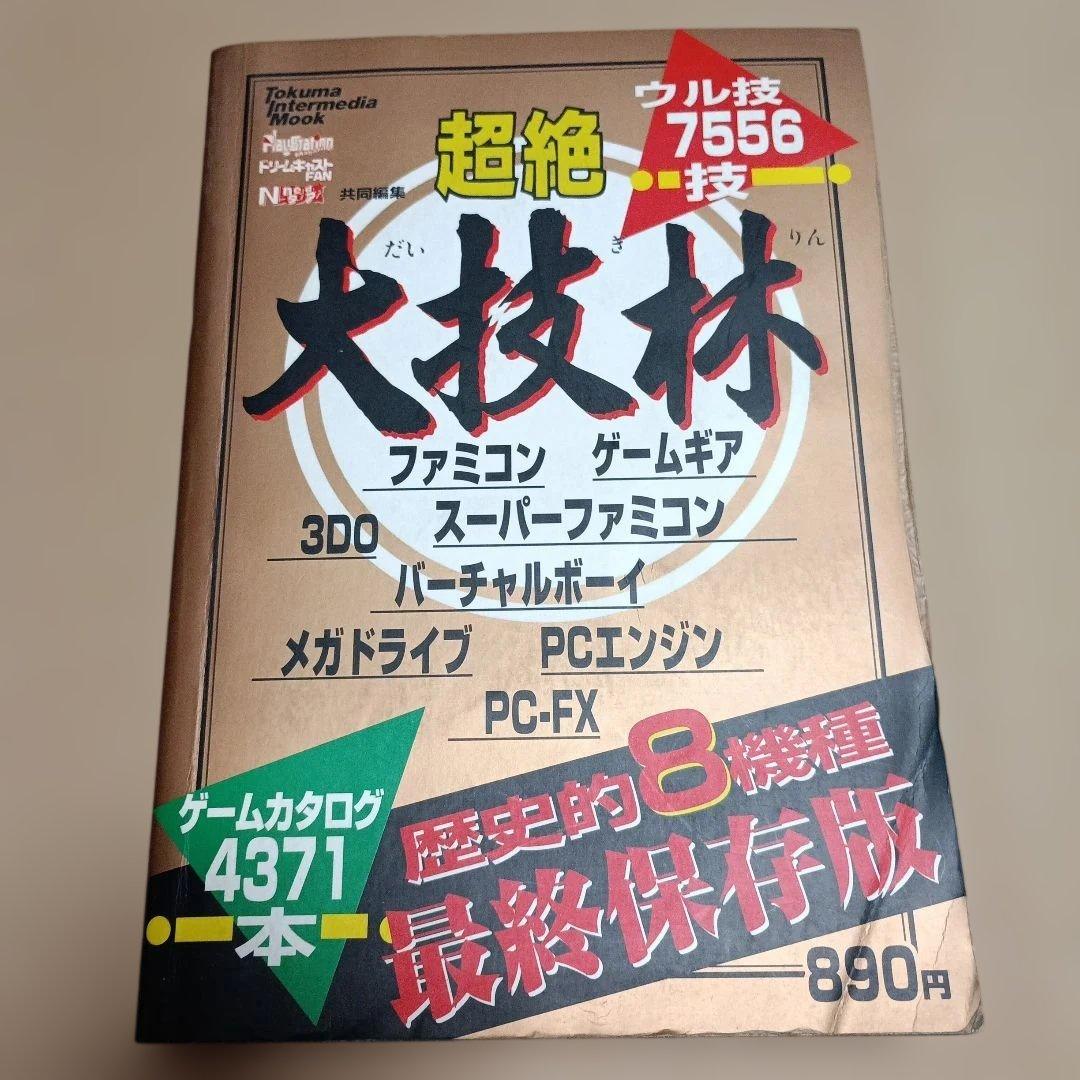 Tokuma
Intermedia
Mook
PlayStation
ドリームキャスト
FAN
共同編集
超絶
ウル技
7556
技
だい
ぎ
りん
大技林
ファミコン
ゲームギア
3DO
スーパーファミコン
バーチャルボーイ
メガドライブ
PCエンジン
PC-FX
ゲームカタログ
4371
本
歴史的8機種
最終保存版
890円